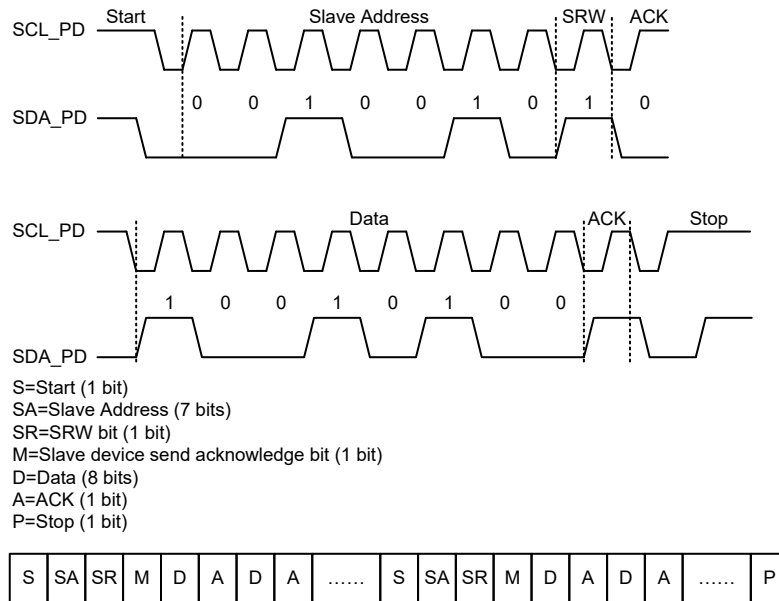 Start Slave Address SRW ACK
SCL_PD
0 0 1 0 0 1 0 1 0
SDA_PD
Data ACK Stop
SCL_PD
1 0 0 1 0 1 0 0
SDA_PD
S=Start (1 bit)
SA=Slave Address (7 bits)
SR=SRW bit (1 bit)
M=Slave device send acknowledge bit (1 bit)
D=Data (8 bits)
A=ACK (1 bit)
P=Stop (1 bit)
S SA SR M D A D A …… S SA SR M D A D A …… P